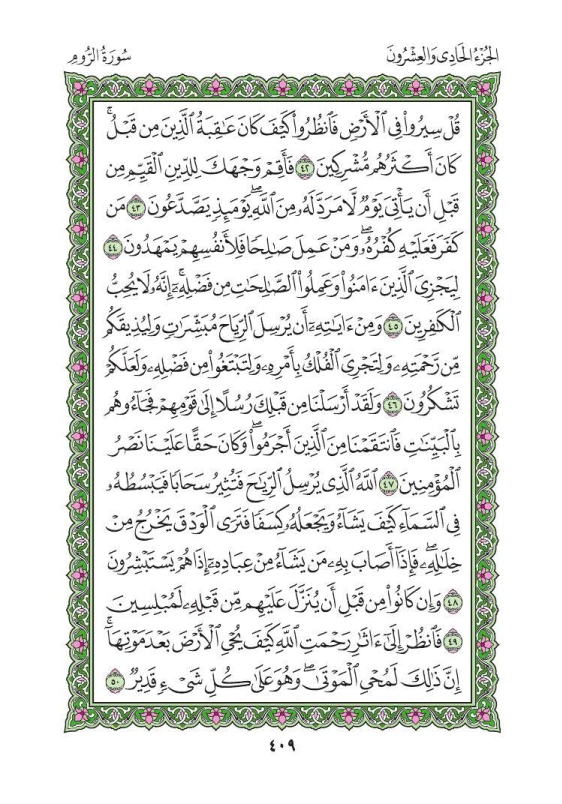 الجُزْءُ الحَادِى وَالعِشْرُونَ
سُورَةُ الرُّومِ
قُلْ سِيرُوا۟ فِى ٱلْأَرْضِ فَٱنظُرُوا۟ كَيْفَ كَانَ عَـٰقِبَةُ ٱلَّذِينَ مِن قَبْلُ ۚ
كَانَ أَكْثَرُهُم مُّشْرِكِينَ ٤٢ فَأَقِمْ وَجْهَكَ لِلدِّينِ ٱلْقَيِّمِ مِن
قَبْلِ أَن يَأْتِىَ يَوْمٌ لَّا مَرَدَّ لَهُۥ مِنَ ٱللَّهِ ۖ يَوْمَئِذٍ يَصَّدَّعُونَ ٤٣ مَن
كَفَرَ فَعَلَيْهِ كُفْرُهُۥ ۖ وَمَنْ عَمِلَ صَـٰلِحًا فَلِأَنفُسِهِمْ يَمْهَدُونَ ٤٤
لِيَجْزِىَ ٱلَّذِينَ ءَامَنُوا۟ وَعَمِلُوا۟ ٱلصَّـٰلِحَـٰتِ مِن فَضْلِهِۦٓ ۚ إِنَّهُۥ لَا يُحِبُّ
ٱلْكَـٰفِرِينَ ٤٥ وَمِنْ ءَايَـٰتِهِۦٓ أَن يُرْسِلَ ٱلرِّيَاحَ مُبَشِّرَٰتٍ وَلِيُذِيقَكُم
مِّن رَّحْمَتِهِۦ وَلِتَجْرِىَ ٱلْفُلْكُ بِأَمْرِهِۦ وَلِتَبْتَغُوا۟ مِن فَضْلِهِۦ وَلَعَلَّكُمْ
تَشْكُرُونَ ٤٦ وَلَقَدْ أَرْسَلْنَا مِن قَبْلِكَ رُسُلًا إِلَىٰ قَوْمِهِمْ فَجَآءُوهُم
بِٱلْبَيِّنَـٰتِ فَٱنتَقَمْنَا مِنَ ٱلَّذِينَ أَجْرَمُوا۟ ۖ وَكَانَ حَقًّا عَلَيْنَا نَصْرُ
ٱلْمُؤْمِنِينَ ٤٧ ٱللَّهُ ٱلَّذِى يُرْسِلُ ٱلرِّيَـٰحَ فَتُثِيرُ سَحَابًا فَيَبْسُطُهُۥ
فِى ٱلسَّمَآءِ كَيْفَ يَشَآءُ وَيَجْعَلُهُۥ كِسَفًا فَتَرَى ٱلْوَدْقَ يَخْرُجُ مِنْ
خِلَـٰلِهِۦ ۖ فَإِذَآ أَصَابَ بِهِۦ مَن يَشَآءُ مِنْ عِبَادِهِۦٓ إِذَا هُمْ يَسْتَبْشِرُونَ
٤٨ وَإِن كَانُوا۟ مِن قَبْلِ أَن يُنَزَّلَ عَلَيْهِم مِّن قَبْلِهِۦ لَمُبْلِسِينَ
٤٩ فَٱنظُرْ إِلَىٰٓ ءَاثَـٰرِ رَحْمَتِ ٱللَّهِ كَيْفَ يُحْىِ ٱلْأَرْضَ بَعْدَ مَوْتِهَآ ۚ
إِنَّ ذَٰلِكَ لَمُحْىِ ٱلْمَوْتَىٰ ۖ وَهُوَ عَلَىٰ كُلِّ شَىْءٍ قَدِيرٌ ٥٠
٤٠٩